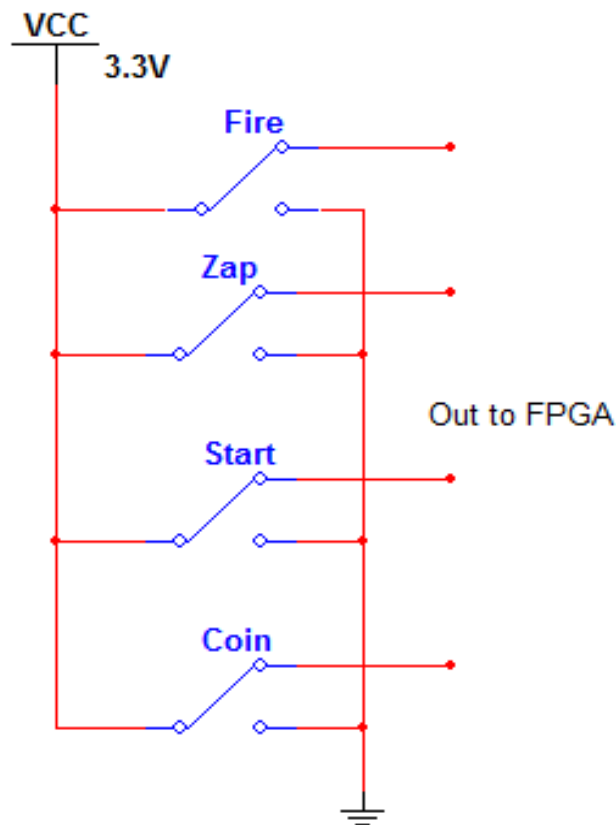 VCC
3.3V
Fire
Zap
Out to FPGA
Start
Coin